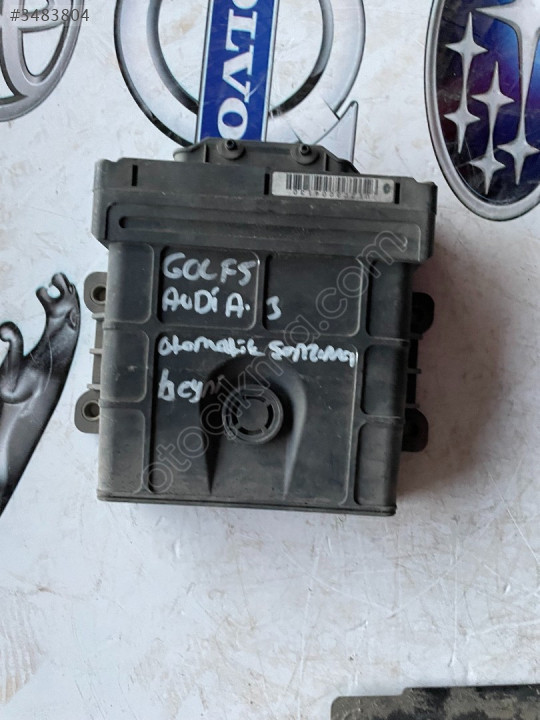 #3483804
VOLVO
GOLF5
AUDİ A.3
otomatik şanzıman
beyni
otocikma.com